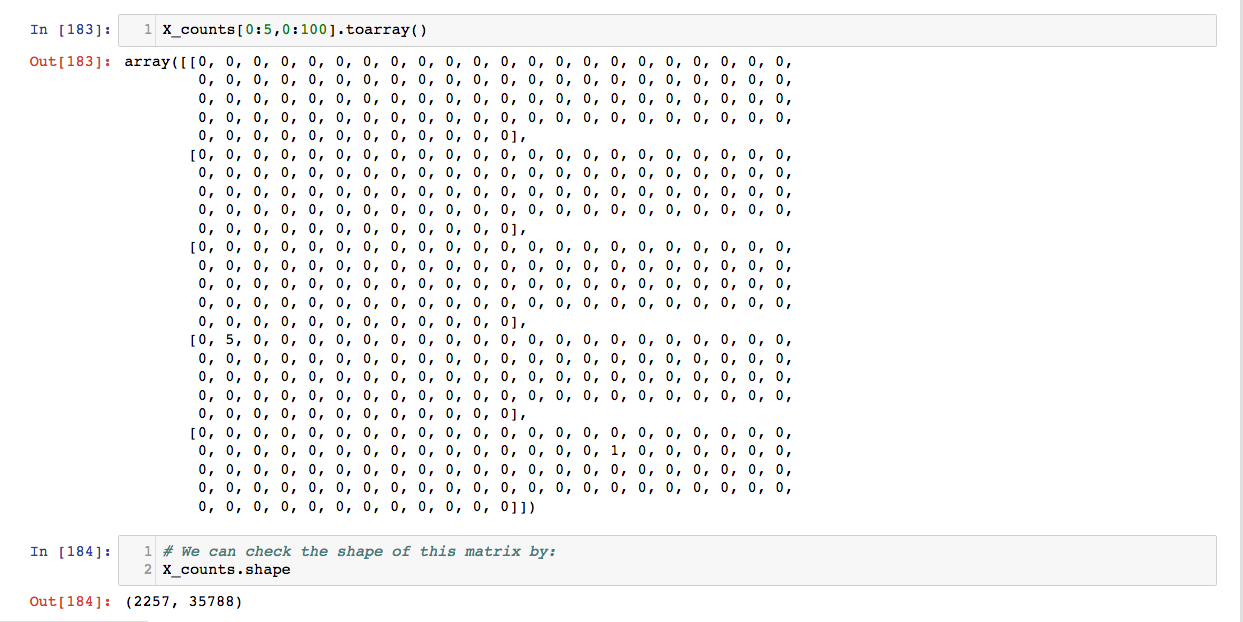 In [183]: 1 X_counts[0:5,0:100].toarray()
Out[183]: array([[0, 0, 0, 0, 0, 0, 0, 0, 0, 0, 0, 0, 0, 0, 0, 0, 0, 0, 0, 0, 0, 0,
0, 0, 0, 0, 0, 0, 0, 0, 0, 0, 0, 0, 0, 0, 0, 0, 0, 0, 0, 0, 0, 0,
0, 0, 0, 0, 0, 0, 0, 0, 0, 0, 0, 0, 0, 0, 0, 0, 0, 0, 0, 0, 0, 0,
0, 0, 0, 0, 0, 0, 0, 0, 0, 0, 0, 0, 0, 0, 0, 0, 0, 0, 0, 0, 0, 0,
0, 0, 0, 0, 0, 0, 0, 0, 0, 0, 0, 0],
[0, 0, 0, 0, 0, 0, 0, 0, 0, 0, 0, 0, 0, 0, 0, 0, 0, 0, 0, 0, 0, 0,
0, 0, 0, 0, 0, 0, 0, 0, 0, 0, 0, 0, 0, 0, 0, 0, 0, 0, 0, 0, 0, 0,
0, 0, 0, 0, 0, 0, 0, 0, 0, 0, 0, 0, 0, 0, 0, 0, 0, 0, 0, 0, 0, 0,
0, 0, 0, 0, 0, 0, 0, 0, 0, 0, 0, 0, 0, 0, 0, 0, 0, 0, 0, 0, 0, 0,
0, 0, 0, 0, 0, 0, 0, 0, 0, 0, 0, 0],
[0, 0, 0, 0, 0, 0, 0, 0, 0, 0, 0, 0, 0, 0, 0, 0, 0, 0, 0, 0, 0, 0,
0, 0, 0, 0, 0, 0, 0, 0, 0, 0, 0, 0, 0, 0, 0, 0, 0, 0, 0, 0, 0, 0,
0, 0, 0, 0, 0, 0, 0, 0, 0, 0, 0, 0, 0, 0, 0, 0, 0, 0, 0, 0, 0, 0,
0, 0, 0, 0, 0, 0, 0, 0, 0, 0, 0, 0, 0, 0, 0, 0, 0, 0, 0, 0, 0, 0,
0, 0, 0, 0, 0, 0, 0, 0, 0, 0, 0, 0],
[0, 5, 0, 0, 0, 0, 0, 0, 0, 0, 0, 0, 0, 0, 0, 0, 0, 0, 0, 0, 0, 0,
0, 0, 0, 0, 0, 0, 0, 0, 0, 0, 0, 0, 0, 0, 0, 0, 0, 0, 0, 0, 0, 0,
0, 0, 0, 0, 0, 0, 0, 0, 0, 0, 0, 0, 0, 0, 0, 0, 0, 0, 0, 0, 0, 0,
0, 0, 0, 0, 0, 0, 0, 0, 0, 0, 0, 0, 0, 0, 0, 0, 0, 0, 0, 0, 0, 0,
0, 0, 0, 0, 0, 0, 0, 0, 0, 0, 0, 0],
[0, 0, 0, 0, 0, 0, 0, 0, 0, 0, 0, 0, 0, 0, 0, 0, 0, 0, 0, 0, 0, 0,
0, 0, 0, 0, 0, 0, 0, 0, 0, 0, 0, 0, 0, 1, 0, 0, 0, 0, 0, 0,
0, 0, 0, 0, 0, 0, 0, 0, 0, 0, 0, 0, 0, 0, 0, 0, 0, 0, 0, 0, 0, 0,
0, 0, 0, 0, 0, 0, 0, 0, 0, 0, 0, 0, 0, 0, 0, 0, 0, 0, 0, 0, 0, 0,
0, 0, 0, 0, 0, 0, 0, 0, 0, 0, 0, 0]])
In [184]: 1 # We can check the shape of this matrix by:
2 X_counts.shape
Out[184]: (2257, 35788)